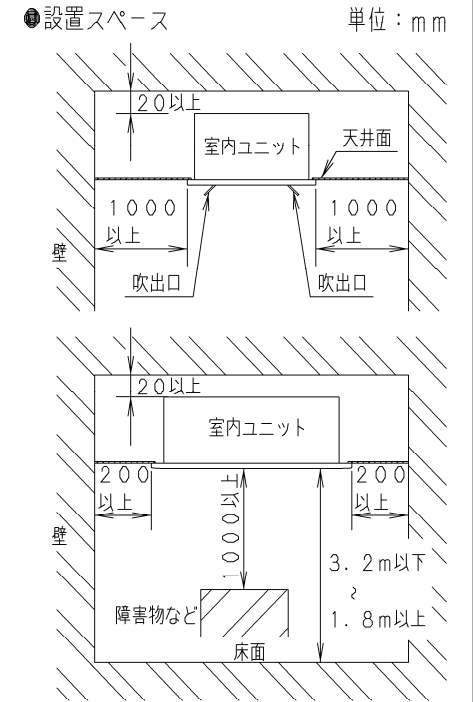 ●設置スペース 単位：mm
20以上
室内ユニット
天井面
1000
以上
1000
以上
壁
吹出口
吹出口
20以上
室内ユニット
200
以上
200
以上
1000以下
壁
3.2m以下
～
1.8m以上
障害物など
床面